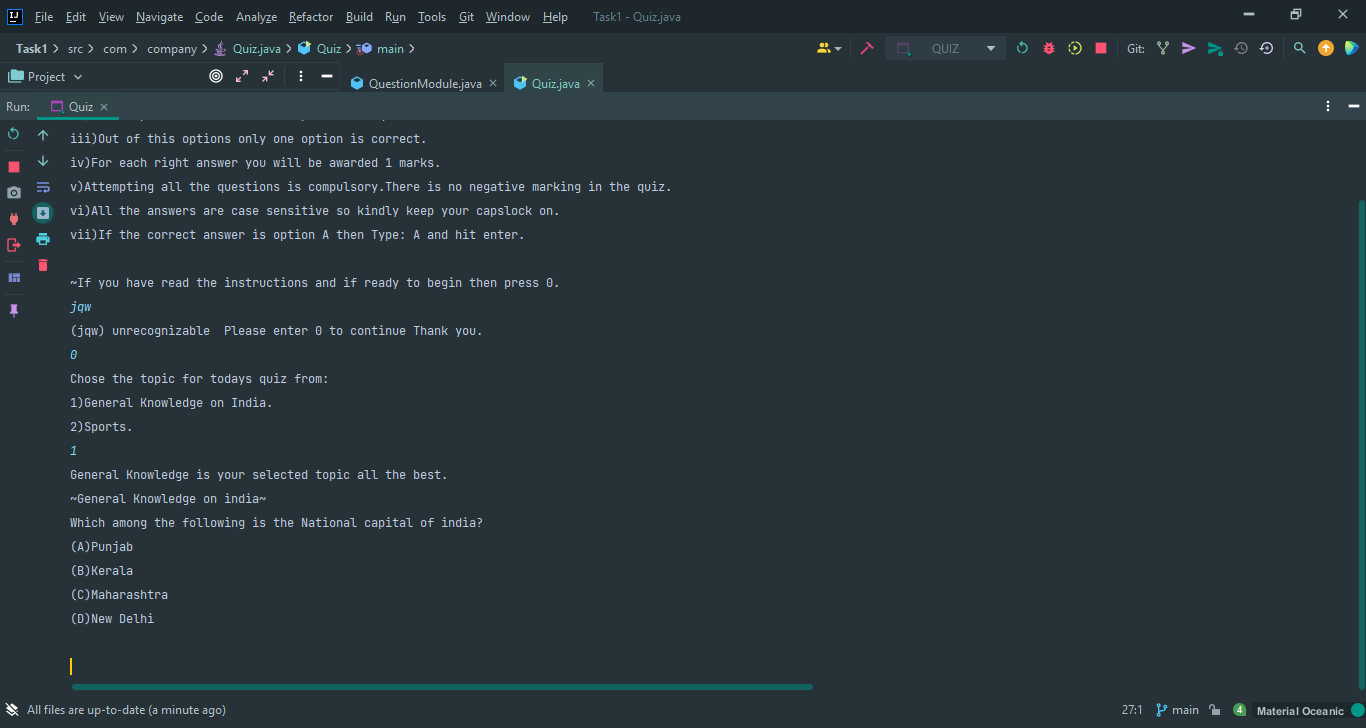 File Edit View Navigate Code Analyze Refactor Build Run Tools Git Window Help Task1 - Quiz.java
Task1 src com company Quiz.java Quiz main QUIZ Git:
Project QuestionModule.java Quiz.java
Run: Quiz
iii)Out of this options only one option is correct.
iv)For each right answer you will be awarded 1 marks.
v)Attempting all the questions is compulsory.There is no negative marking in the quiz.
vi)All the answers are case sensitive so kindly keep your capslock on.
vii)If the correct answer is option A then Type: A and hit enter.
~If you have read the instructions and if ready to begin then press 0.
jqw
(jqw) unrecognizable  Please enter 0 to continue Thank you.
0
Chose the topic for todays quiz from:
1)General Knowledge on India.
2)Sports.
1
General Knowledge is your selected topic all the best.
~General Knowledge on india~
Which among the following is the National capital of india?
(A)Punjab
(B)Kerala
(C)Maharashtra
(D)New Delhi
All files are up-to-date (a minute ago) 27:1 main 4 Material Oceanic